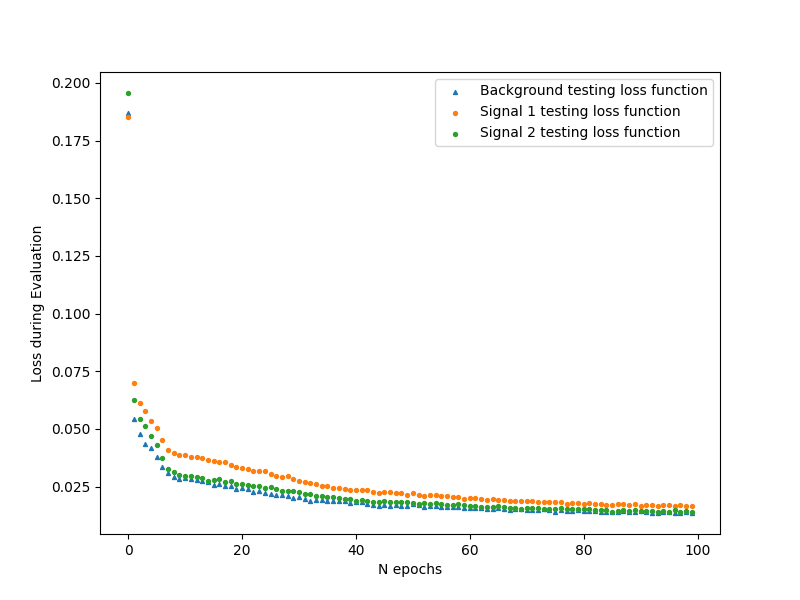 0.200
0.175
0.150
0.125
0.100
0.075
0.050
0.025
Loss during Evaluation
Background testing loss function
Signal 1 testing loss function
Signal 2 testing loss function
0 20 40 60 80 100
N epochs